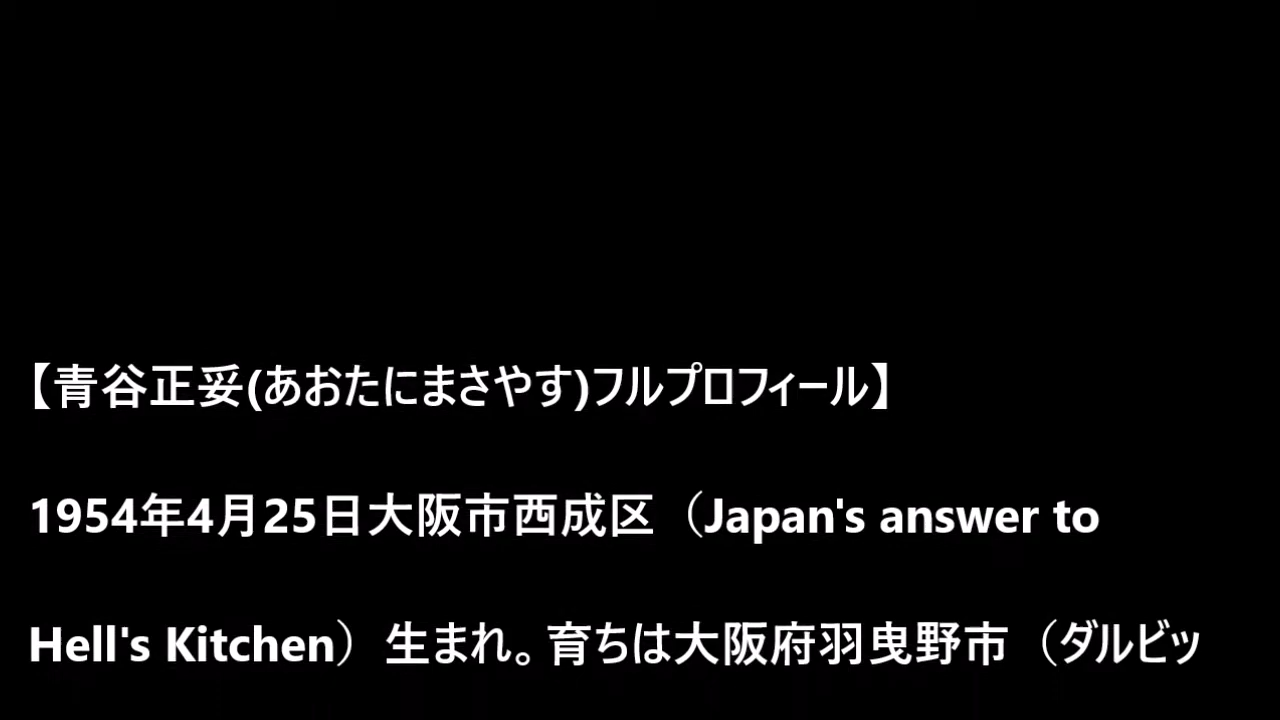 【青谷正妥(あおたにまさやす)フルプロフィール】
1954年4月25日大阪市西成区（Japan's answer to
Hell's Kitchen）生まれ。育ちは大阪府羽曳野市（ダルビッ